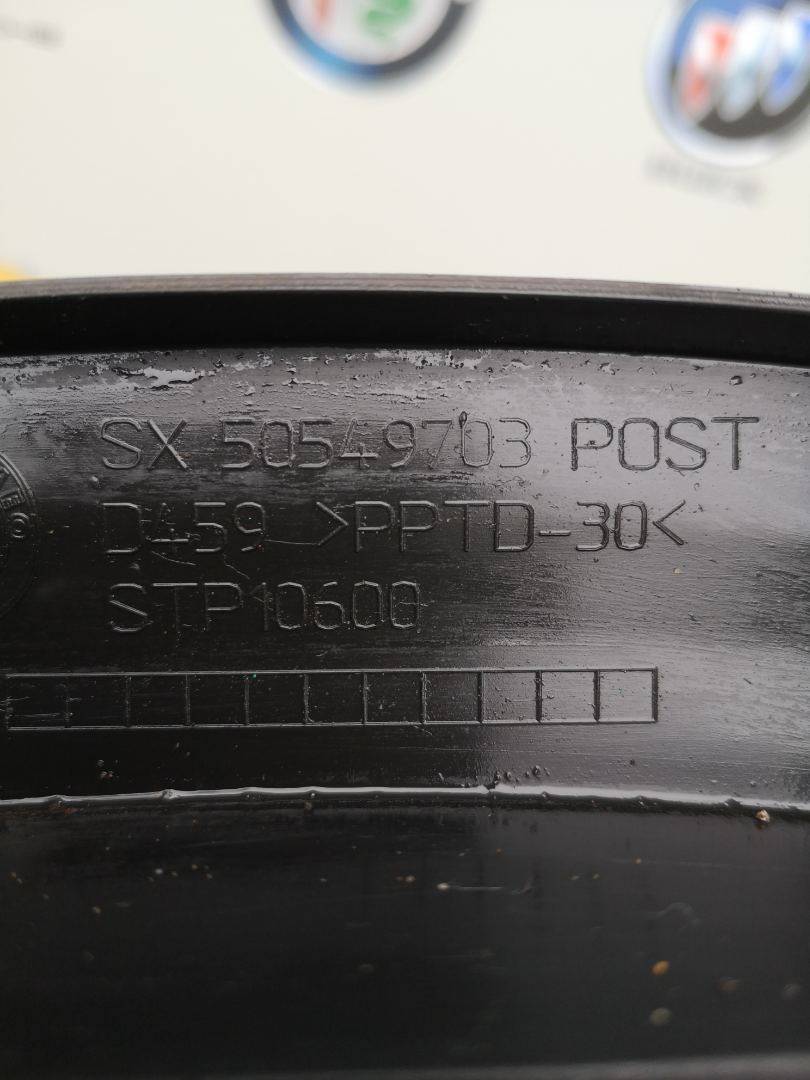 SX 50549703 POST
D459 >PPTD-30<
STP10600